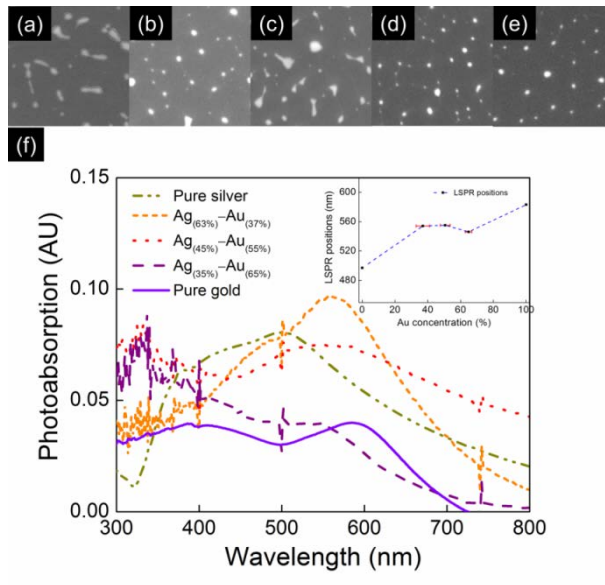 (a) (b) (c) (d) (e)
(f)
0.15
0.10
0.05
0.00
Photoabsorption (AU)
Pure silver
Ag(63%)–Au(37%)
Ag(45%)–Au(55%)
Ag(35%)–Au(65%)
Pure gold
LSPR positions
600
560
520
480
LSPR positions (nm)
0 20 40 60 80 100
Au concentration (%)
300 400 500 600 700 800
Wavelength (nm)